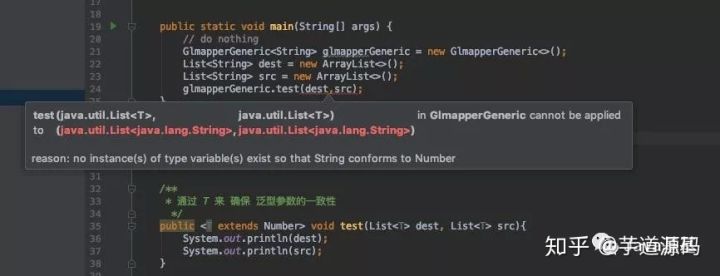 19 public static void main(String[] args) {
20 // do nothing
21 GlmapperGeneric<String> glmapperGeneric = new GlmapperGeneric<>();
22 List<String> dest = new ArrayList<>();
23 List<String> src = new ArrayList<>();
24 glmapperGeneric.test(dest,src);
}
test(java.util.List<T>, java.util.List<T>) in GlmapperGeneric cannot be applied
to (java.util.List<java.lang.String>,java.util.List<java.lang.String>)
reason: no instance(s) of type variable(s) exist so that String conforms to Number
31
32 /**
33 * 通过 T 来 确保 泛型参数的一致性
34 */
35 public <T extends Number> void test(List<T> dest, List<T> src){
36 System.out.println(dest);
37 System.out.println(src);
38 }
知乎 @芋道源码